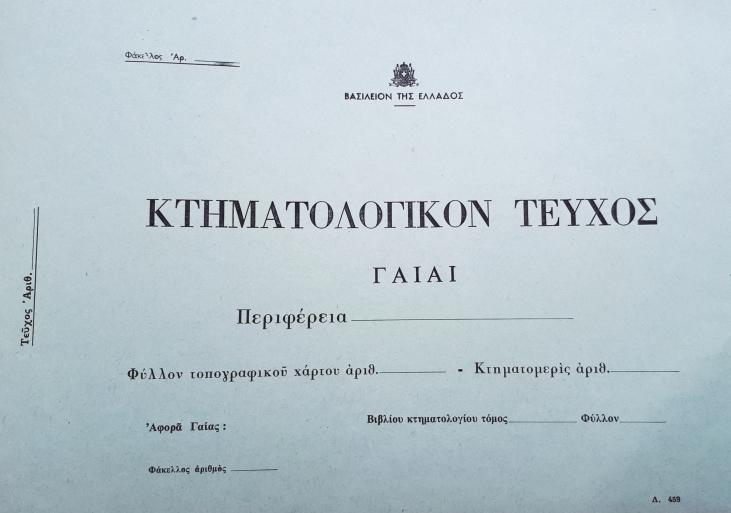 Φάκελλος Ἀρ.
ΒΑΣΙΛΕΙΟΝ ΤΗΣ ΕΛΛΑΔΟΣ
ΚΤΗΜΑΤΟΛΟΓΙΚΟΝ ΤΕΥΧΟΣ
ΓΑΙΑΙ
Τεῦχος Ἀριθ.
Περιφέρεια
Φύλλον τοπογραφικοῦ χάρτου ἀριθ. - Κτηματομερὶς ἀριθ.
Ἀφορᾶ Γαίας :
Βιβλίου κτηματολογίου τόμος Φύλλον
Φάκελλος ἀριθμὸς
Δ. 459